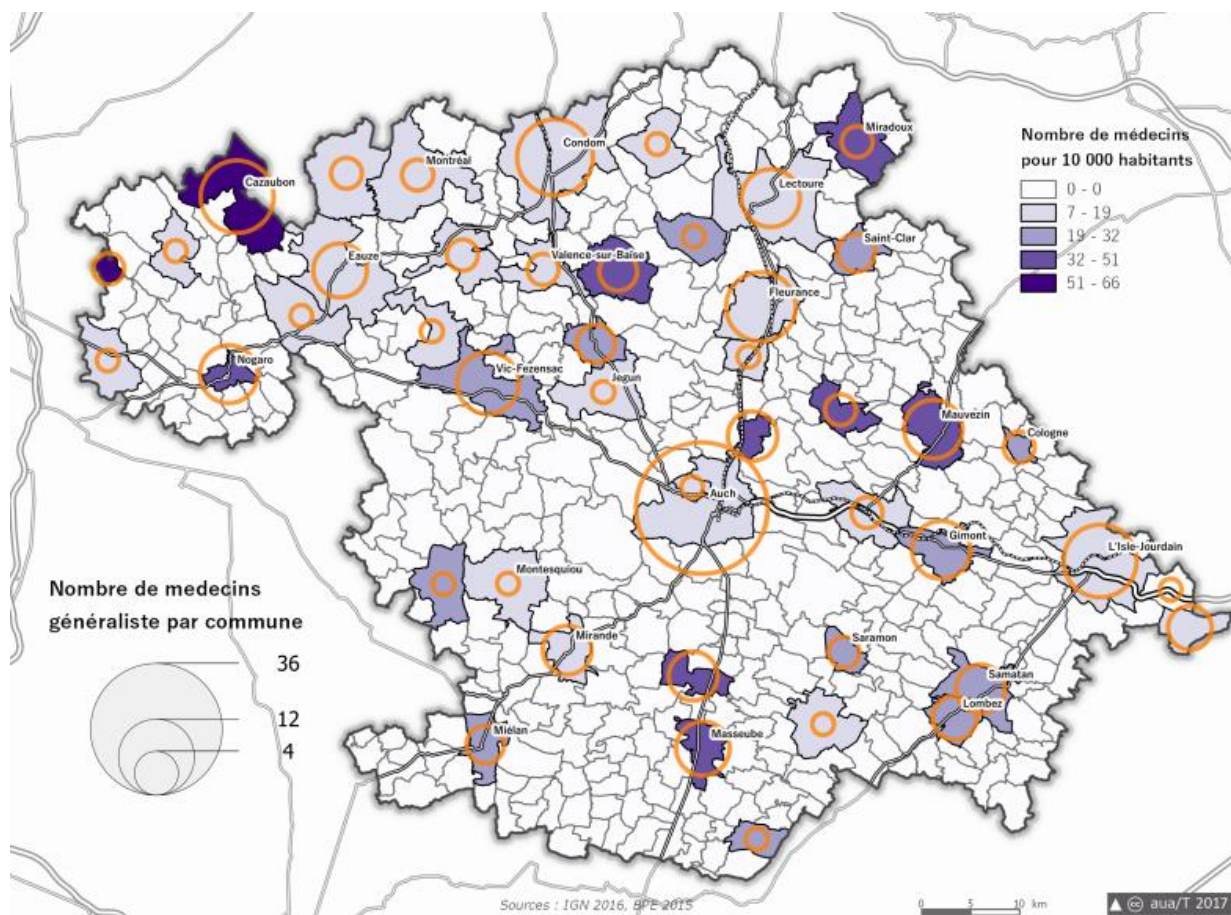 Miradoux
Condom
Nombre de médecins
pour 10 000 habitants
0 - 0
7 - 19
19 - 32
32 - 51
51 - 66
Montréal
Cazaubon
Lectoure
Saint-Clar
Valence-sur-Baïse
Eauze
Fleurance
Nogaro
Vic-Fezensac
Jegun
Mauvezin
Cologne
Auch
Gimont
L'Isle-Jourdain
Montesquiou
Nombre de medecins
généraliste par commune
36
12
4
Mirande
Saramon
Samatan
Lombez
Miélan
Masseube
Sources : IGN 2016, BPE 2015
0 5 10 km
aua/T 2017